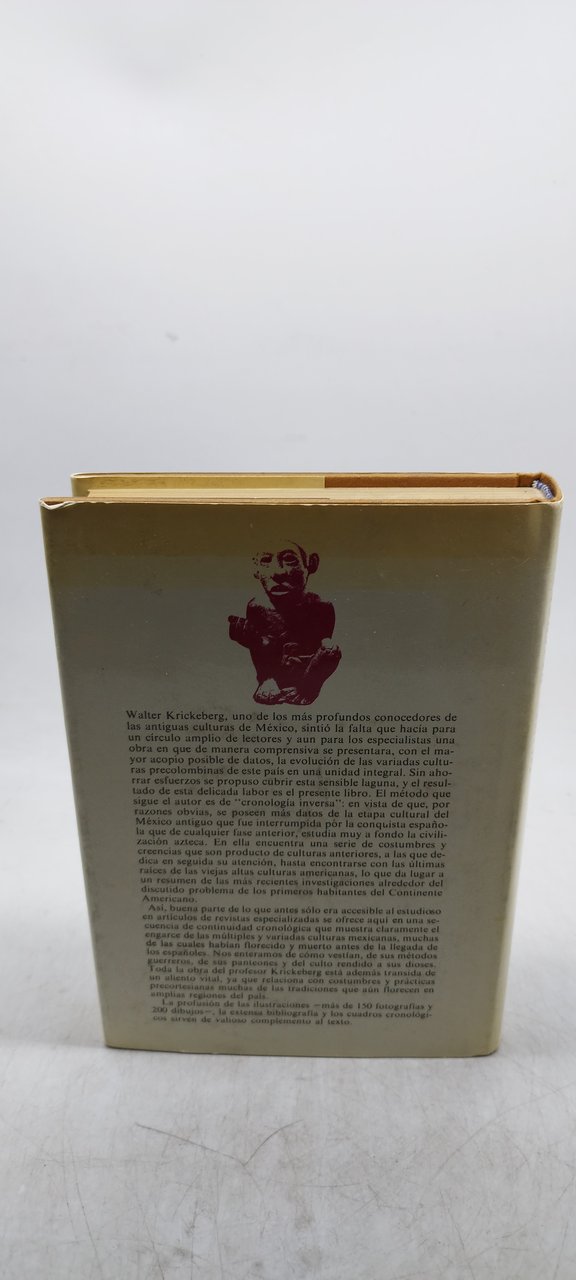 Walter Krickeberg, uno de los más profundos conocedores de
las antiguas culturas de México, sintió la falta que hacía para
un círculo amplio de lectores y aun para los especialistas una
obra en que de manera comprensiva se presentara, con el ma-
yor acopio posible de datos, la evolución de las variadas cultu-
ras precolombinas de este país en una unidad integral. Sin aho-
rrar esfuerzos se propuso cubrir esta sensible laguna, y el resul-
tado de esta delicada labor es el presente libro. El método que
sigue el autor es de "cronología inversa": en vista de que, por
razones obvias, se poseen más datos de la etapa cultural del
México antiguo que fue interrumpida por la conquista españo-
la que de cualquier fase anterior, estudia muy a fondo la civili-
zación azteca. En ella encuentra una serie de costumbres y
creencias que son producto de culturas anteriores, a las que de-
dica en seguida su atención, hasta encontrarse con las últimas
raíces de las viejas altas culturas americanas, lo que da lugar a
un resumen de las más recientes investigaciones alrededor del
discutido problema de los primeros habitantes del Continente
Americano.
Así, buena parte de lo que antes sólo era accesible al estudioso
en artículos de revistas especializadas se ofrece aquí en una se-
cuencia de continuidad cronológica que muestra claramente el
engarce de las múltiples y variadas culturas mexicanas, muchas
de las cuales habían florecido y muerto antes de la llegada de
los españoles. Nos enteramos de cómo vestían, de sus métodos
guerreros, de sus panteones y del culto rendido a sus dioses.
Toda la obra del profesor Krickeberg está además transida de
un aliento vital, ya que relaciona con costumbres y prácticas
precortesianas muchas de las tradiciones que aún florecen en
amplias regiones del país.
La profusión de las ilustraciones —más de 150 fotografías y
200 dibujos—, la extensa bibliografía y los cuadros cronológi-
cos sirven de valioso complemento al texto.